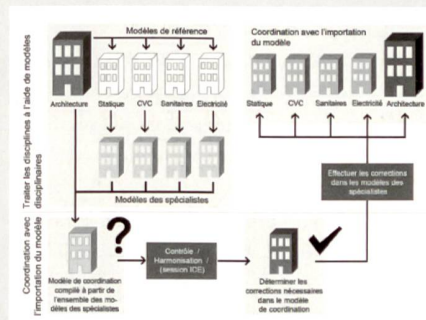 Modèles de référence
Coordination avec l'importation
du modèle
Architecture
Statique
CVC
Sanitaires
Electricité
Statique
CVC
Sanitaires
Electricité
Architecture
Traiter les disciplines à l'aide de modèles
disciplinaires
Modèles des spécialistes
Effectuer les corrections
dans les modèles des
spécialistes
Coordination avec
l'importation du modèle
?
Contrôle /
Harmonisation /
(session ICE)
Modèle de coordination
compilé à partir de
l'ensemble des mo-
dèles des spécialistes
Déterminer les
corrections nécessaires
dans le modèle
de coordination